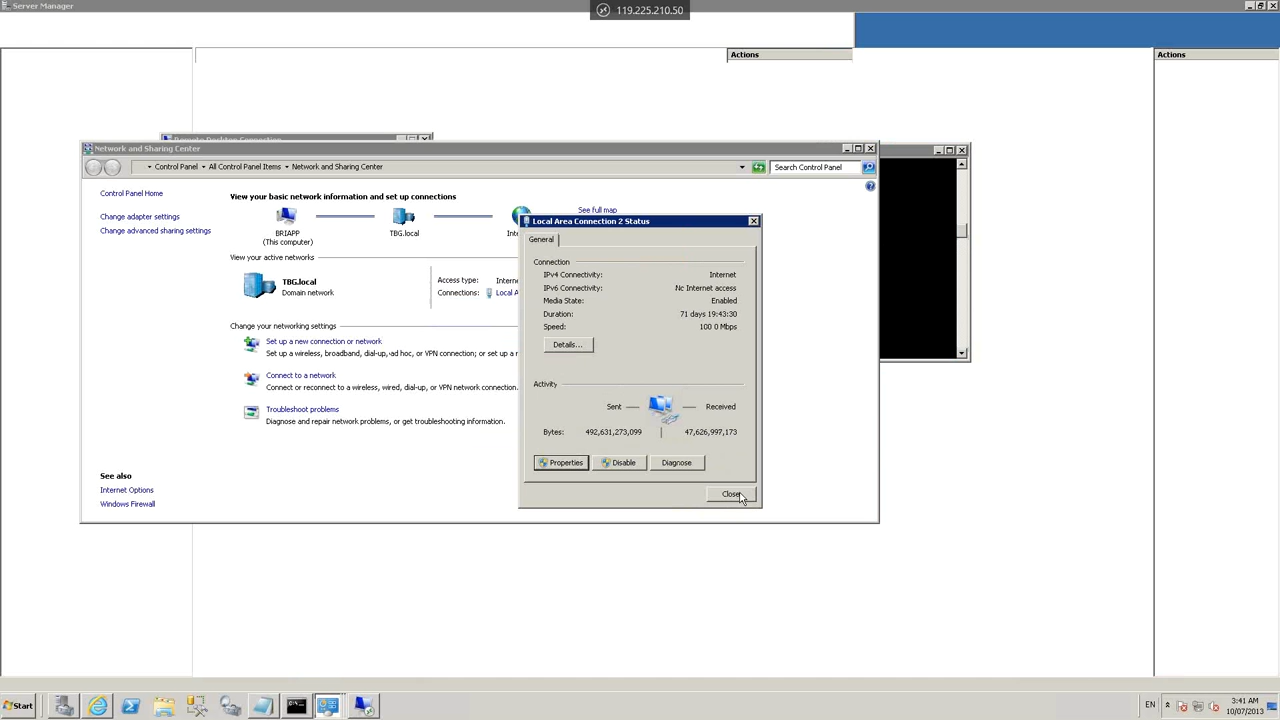 Server Manager
119.225.210.50
Actions
Actions
Remote Desktop Connection
Network and Sharing Center
Control Panel
All Control Panel Items
Network and Sharing Center
Search Control Panel
Control Panel Home
Change adapter settings
Change advanced sharing settings
View your basic network information and set up connections
See full map
BRIAPP
(This computer)
TBG.local
Inte
View your active networks
TBG.local
Domain network
Access type: Intern
Connections: Local A
Change your networking settings
Set up a new connection or network
Set up a wireless, broadband, dial-up, ad hoc, or VPN connection; or set up a r
Connect to a network
Connect or reconnect to a wireless, wired, dial-up, or VPN network connection.
Troubleshoot problems
Diagnose and repair network problems, or get troubleshooting information.
See also
Internet Options
Windows Firewall
Local Area Connection 2 Status
General
Connection
IPv4 Connectivity: Internet
IPv6 Connectivity: Nc Internet access
Media State: Enabled
Duration: 71 days 19:43:30
Speed: 100 0 Mbps
Details...
Activity
Sent
Received
Bytes: 492,631,273,099 47,626,997,173
Properties
Disable
Diagnose
Close
Start
EN
3:41 AM
10/07/2013